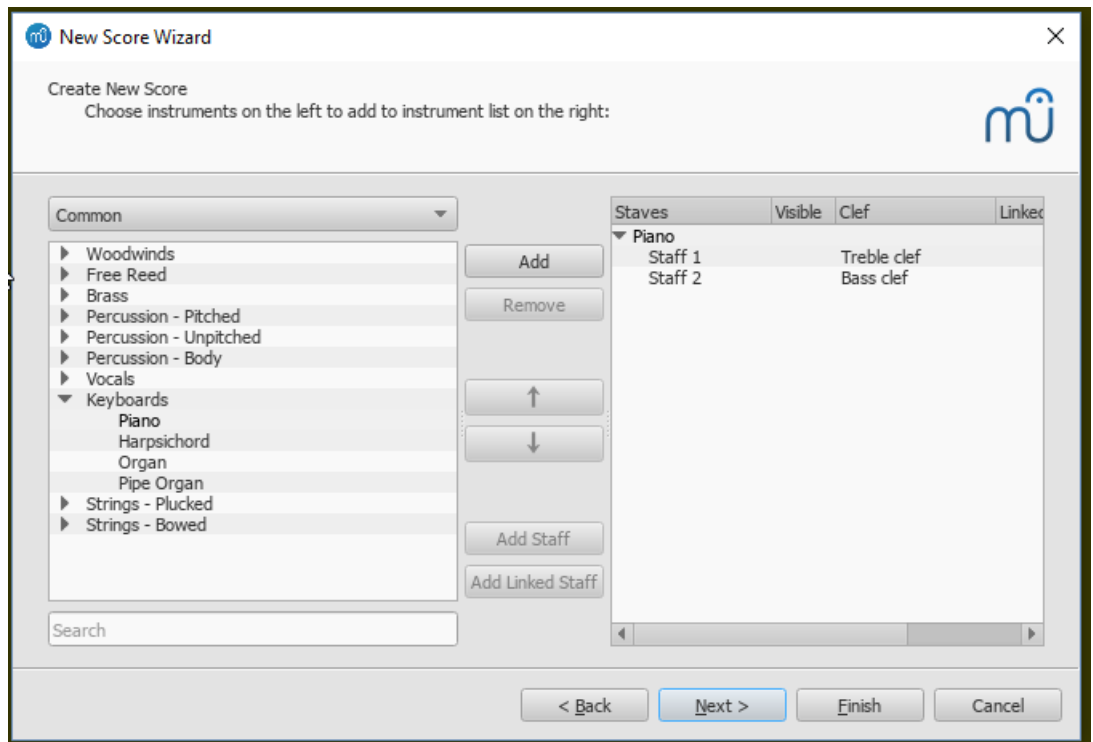 New Score Wizard
Create New Score
Choose instruments on the left to add to instrument list on the right:
Common
Woodwinds
Free Reed
Brass
Percussion - Pitched
Percussion - Unpitched
Percussion - Body
Vocals
Keyboards
Piano
Harpsichord
Organ
Pipe Organ
Strings - Plucked
Strings - Bowed
Search
Add
Remove
↑
↓
Add Staff
Add Linked Staff
Staves Visible Clef Linked
Piano
Staff 1 Treble clef
Staff 2 Bass clef
< Back Next > Finish Cancel